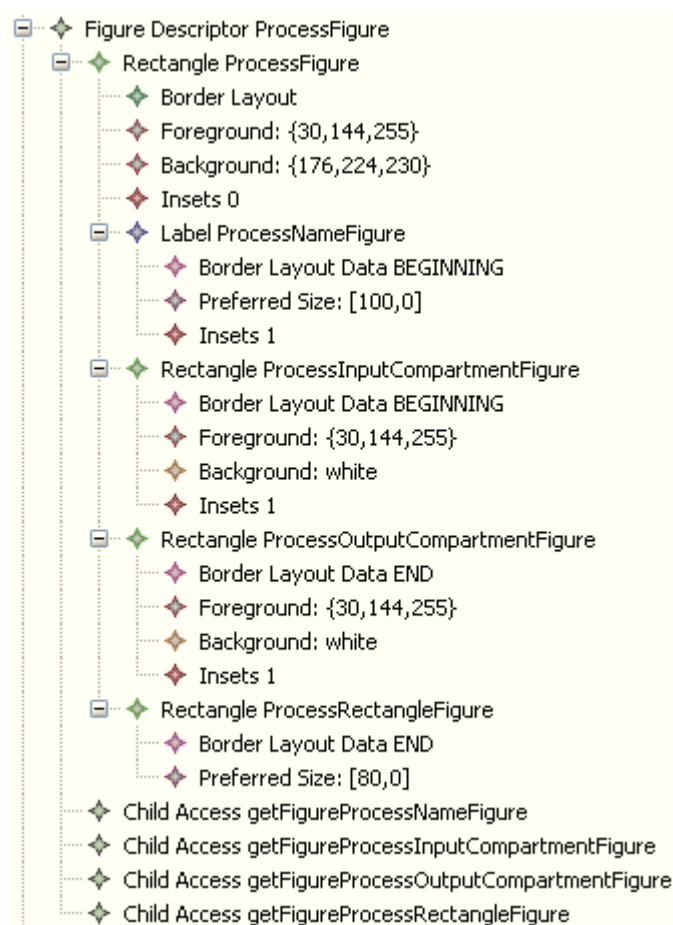 Figure Descriptor ProcessFigure
Rectangle ProcessFigure
Border Layout
Foreground: {30,144,255}
Background: {176,224,230}
Insets 0
Label ProcessNameFigure
Border Layout Data BEGINNING
Preferred Size: [100,0]
Insets 1
Rectangle ProcessInputCompartmentFigure
Border Layout Data BEGINNING
Foreground: {30,144,255}
Background: white
Insets 1
Rectangle ProcessOutputCompartmentFigure
Border Layout Data END
Foreground: {30,144,255}
Background: white
Insets 1
Rectangle ProcessRectangleFigure
Border Layout Data END
Preferred Size: [80,0]
Child Access getFigureProcessNameFigure
Child Access getFigureProcessInputCompartmentFigure
Child Access getFigureProcessOutputCompartmentFigure
Child Access getFigureProcessRectangleFigure